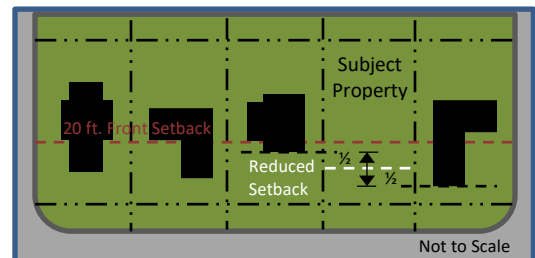 Subject
Property
20 ft. Front Setback
Reduced
Setback
½
½
Not to Scale